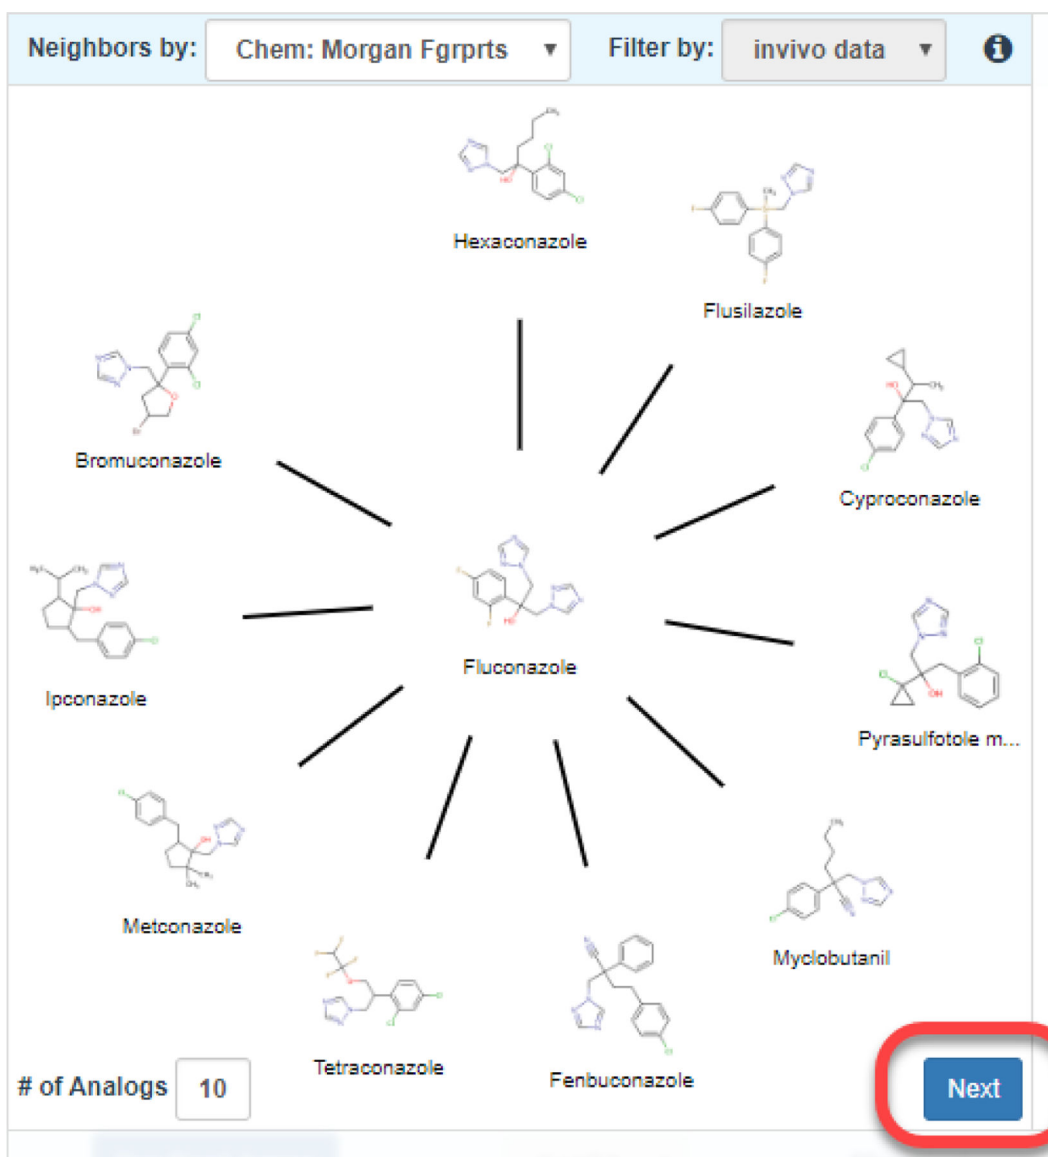 Neighbors by: Chem: Morgan Fgrprts Filter by: invivo data
Hexaconazole
Flusilazole
Bromuconazole
Cyproconazole
Fluconazole
Ipconazole
Pyrasulfotole m...
Metconazole
Myclobutanil
Tetraconazole
Fenbuconazole
# of Analogs 10
Next